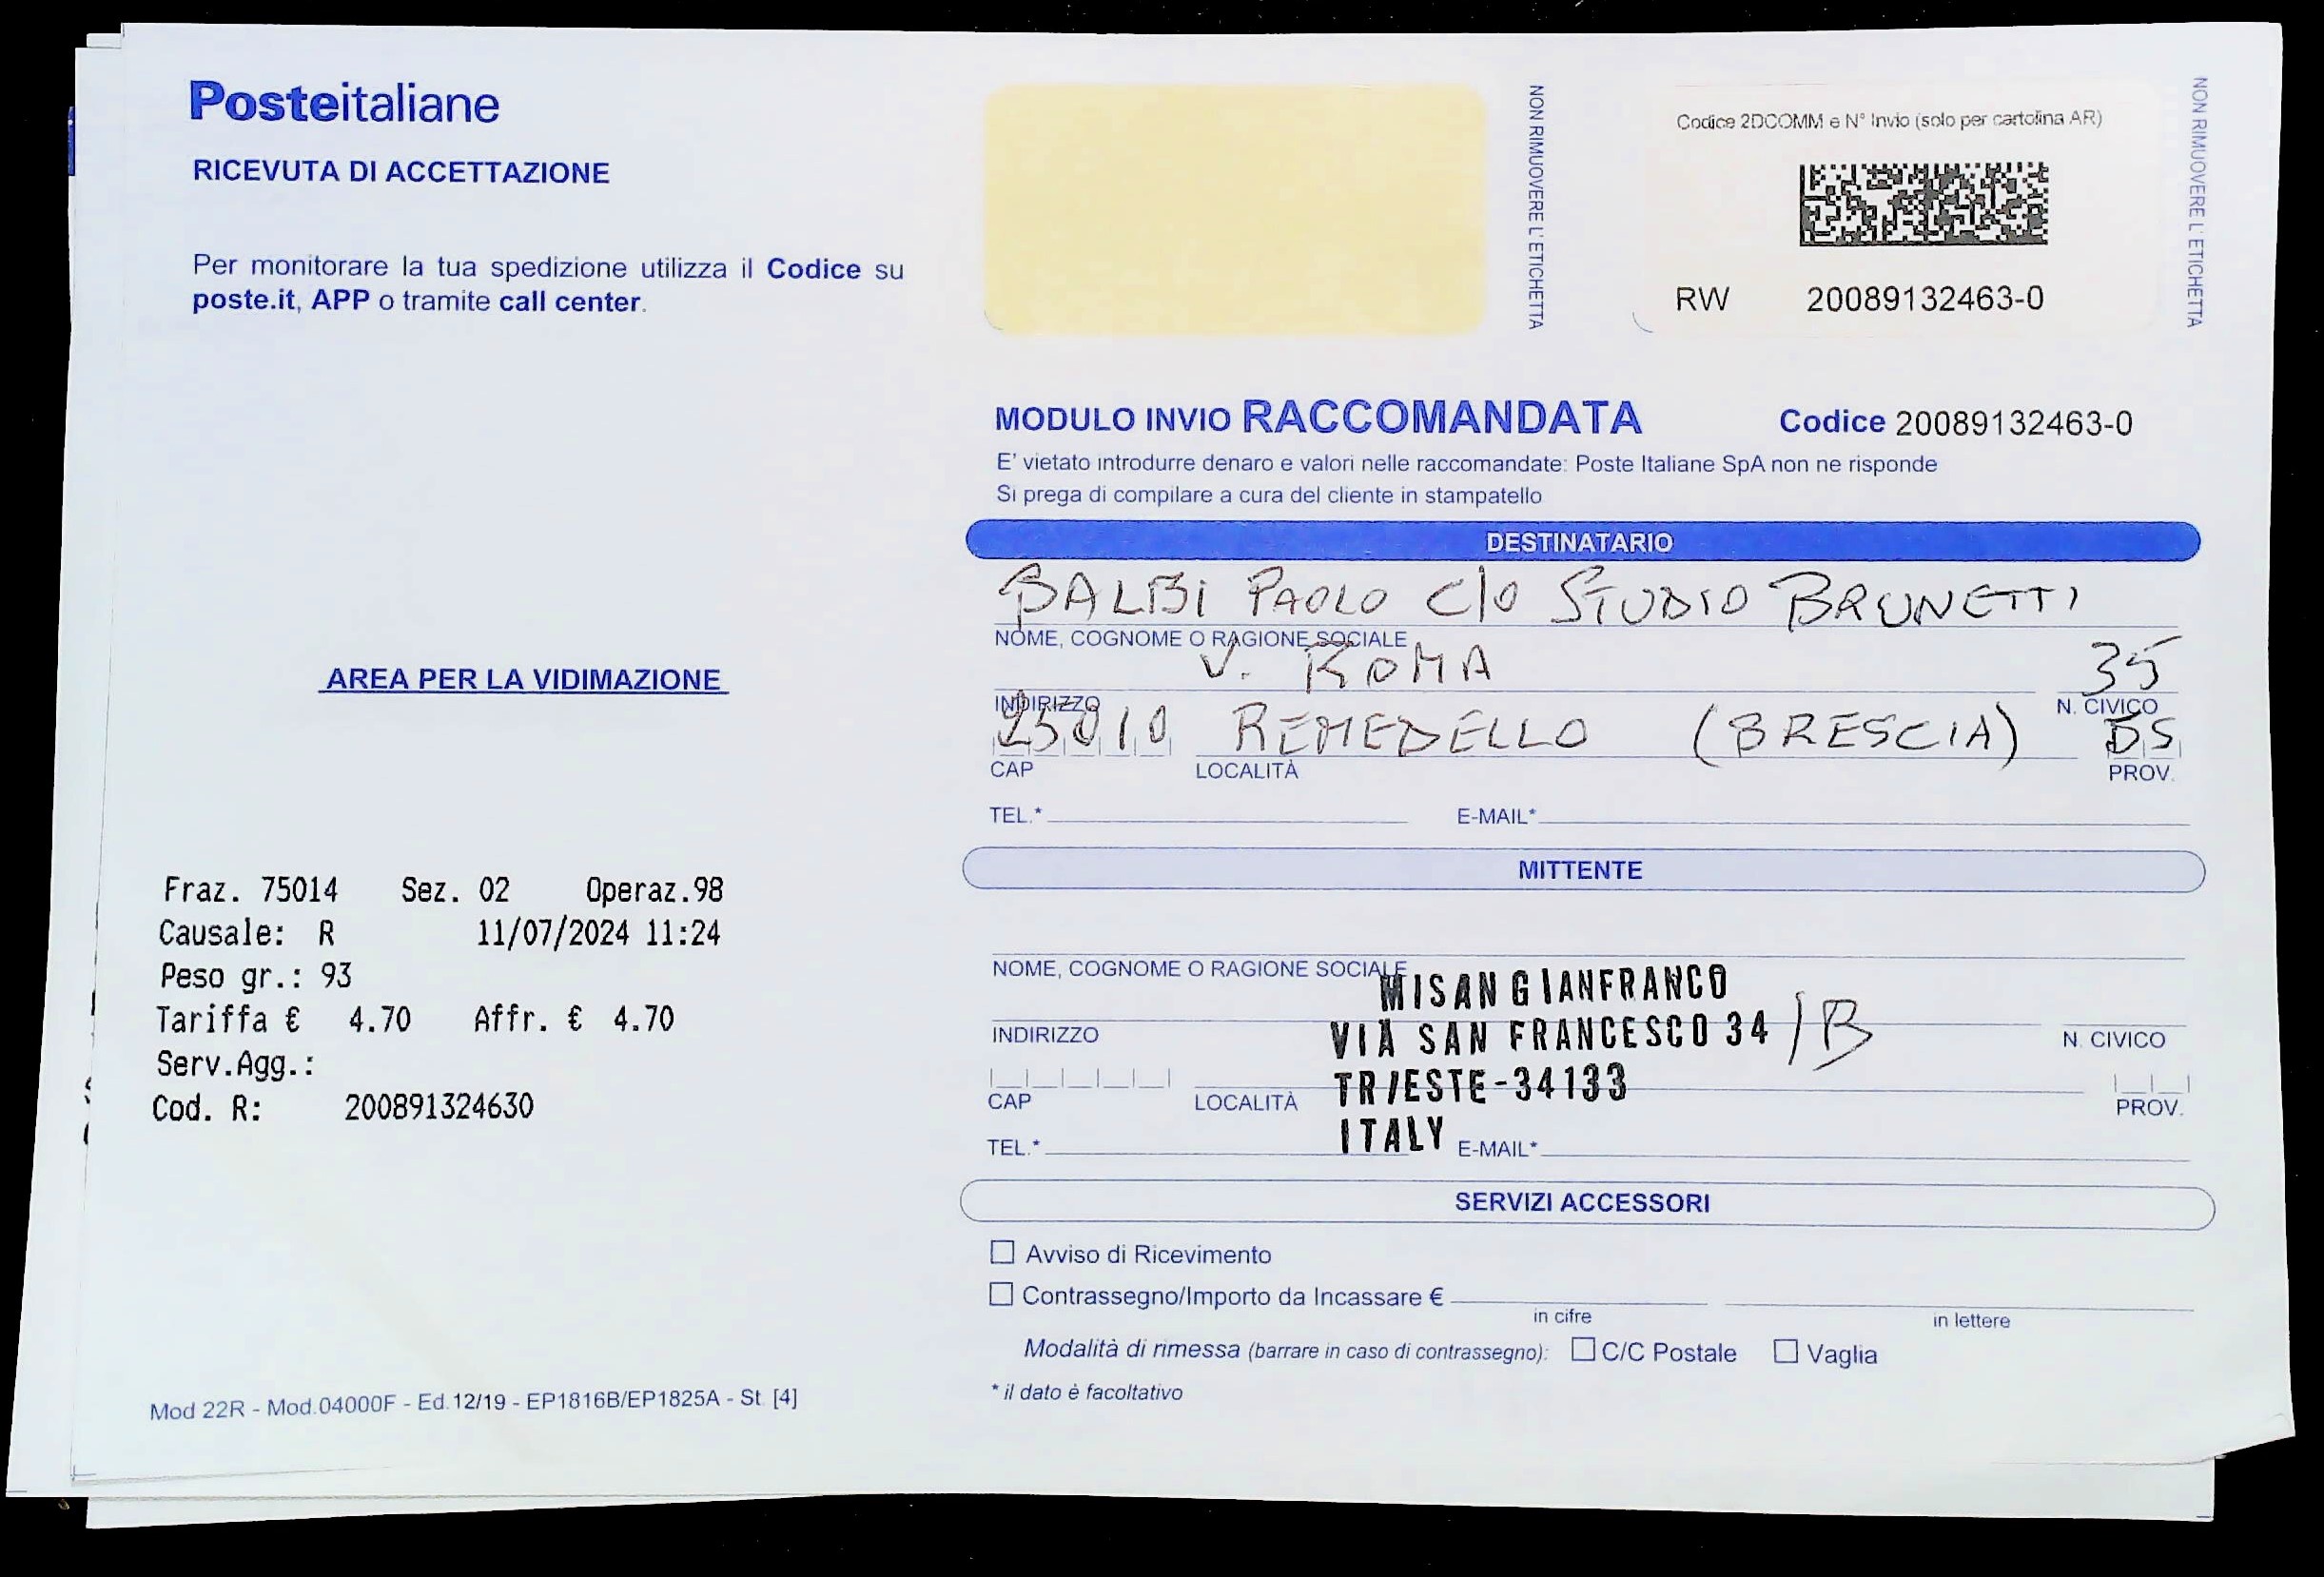 Posteitaliane
RICEVUTA DI ACCETTAZIONE
Per monitorare la tua spedizione utilizza il Codice su
poste.it, APP o tramite call center.
AREA PER LA VIDIMAZIONE
Fraz. 75014 Sez. 02 Operaz.98
Causale: R 11/07/2024 11:24
Peso gr.: 93
Tariffa € 4.70 Affr. € 4.70
Serv.Agg.:
Cod. R: 200891324630
Mod 22R - Mod.04000F - Ed.12/19 - EP1816B/EP1825A - St. [4]
NON RIMUOVERE L'ETICHETTA
Codice 2DCOMM e N° Invio (solo per cartolina AR)
RW 20089132463-0
NON RIMUOVERE L'ETICHETTA
MODULO INVIO RACCOMANDATA Codice 20089132463-0
E' vietato introdurre denaro e valori nelle raccomandate: Poste Italiane SpA non ne risponde
Si prega di compilare a cura del cliente in stampatello
DESTINATARIO
BALBi PAOLO C/O STUDIO BRUNETTI
NOME, COGNOME O RAGIONE SOCIALE
V. ROMA 35
INDIRIZZO N. CIVICO
25010 REMEDELLO (BRESCIA) BS
CAP LOCALITÀ PROV.
TEL.* E-MAIL*
MITTENTE
NOME, COGNOME O RAGIONE SOCIALE
MISAN GIANFRANCO
VIA SAN FRANCESCO 34 /B
INDIRIZZO N. CIVICO
TRIESTE-34133
CAP LOCALITÀ PROV.
ITALY
TEL.* E-MAIL*
SERVIZI ACCESSORI
Avviso di Ricevimento
Contrassegno/Importo da Incassare €
in cifre in lettere
Modalità di rimessa (barrare in caso di contrassegno): C/C Postale Vaglia
* il dato è facoltativo